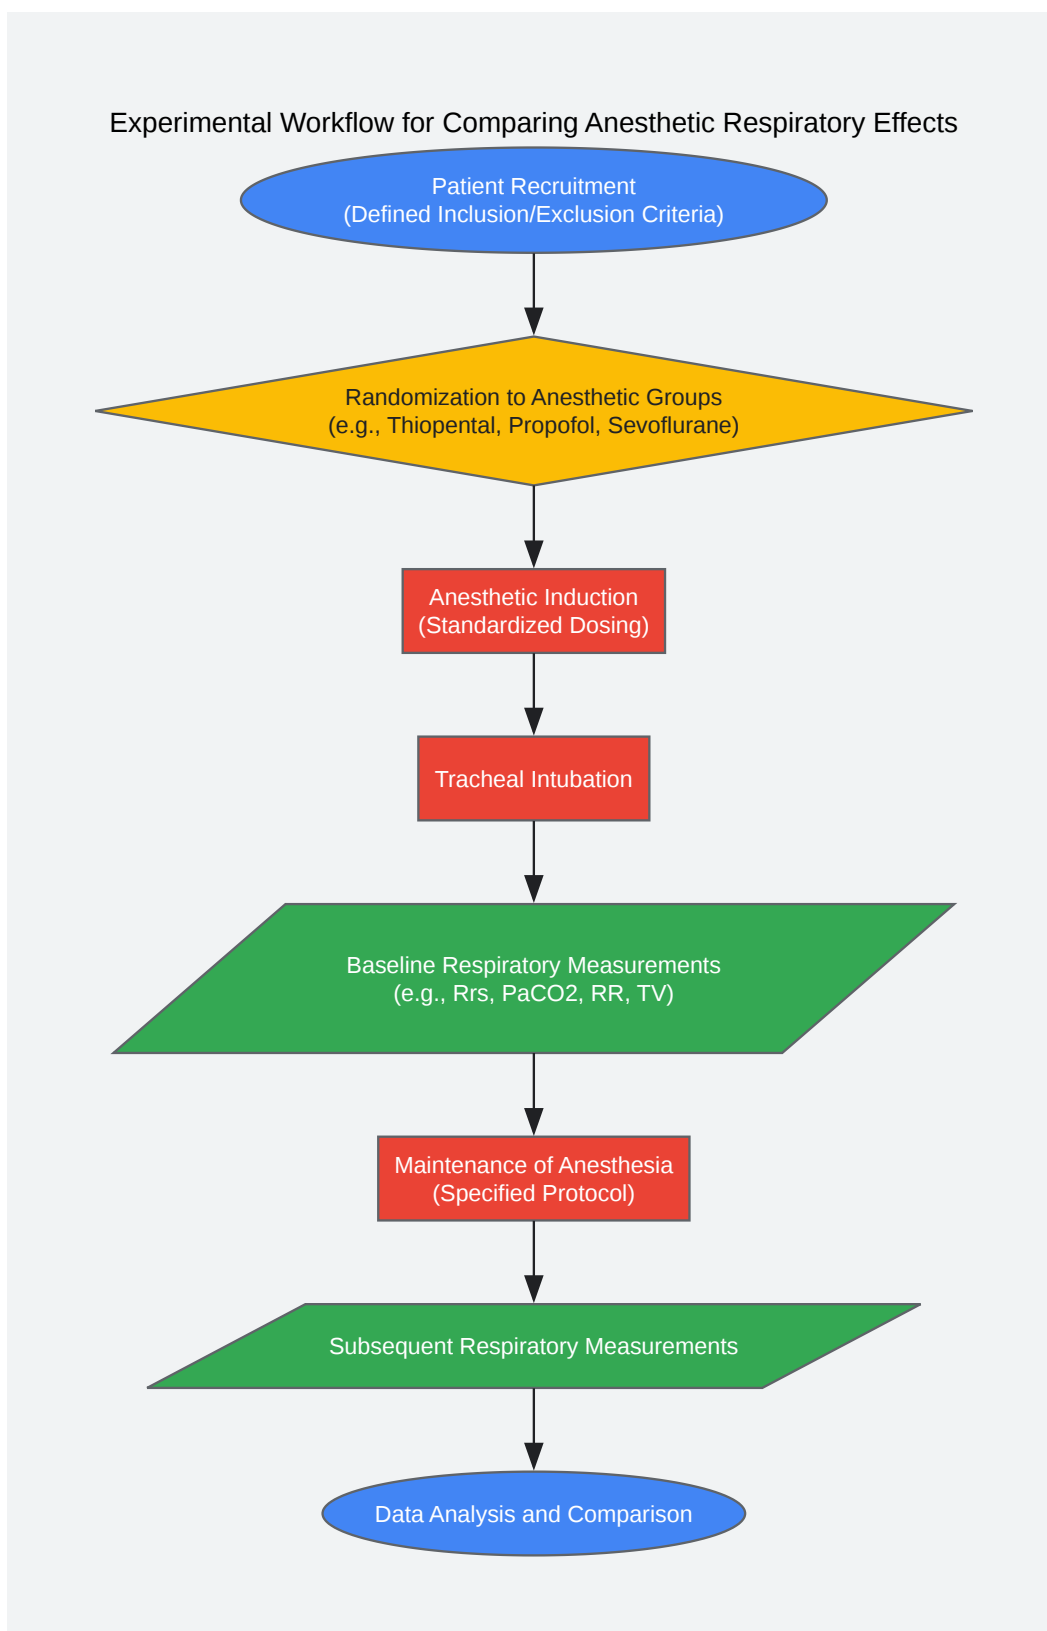 Experimental Workflow for Comparing Anesthetic Respiratory Effects
Patient Recruitment
(Defined Inclusion/Exclusion Criteria)
Randomization to Anesthetic Groups
(e.g., Thiopental, Propofol, Sevoflurane)
Anesthetic Induction
(Standardized Dosing)
Tracheal Intubation
Baseline Respiratory Measurements
(e.g., Rrs, PaCO2, RR, TV)
Maintenance of Anesthesia
(Specified Protocol)
Subsequent Respiratory Measurements
Data Analysis and Comparison